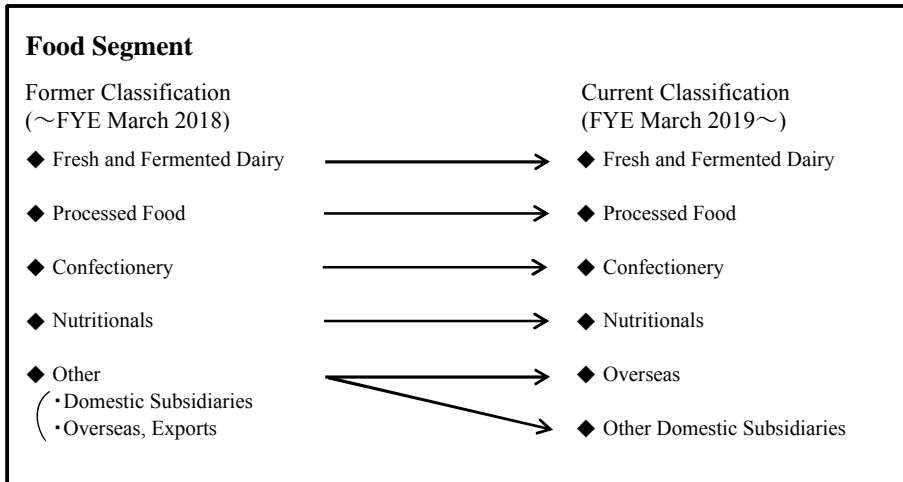 Food Segment
Former Classification
(～FYE March 2018)
Current Classification
(FYE March 2019～)
◆ Fresh and Fermented Dairy
◆ Fresh and Fermented Dairy
◆ Processed Food
◆ Processed Food
◆ Confectionery
◆ Confectionery
◆ Nutritionals
◆ Nutritionals
◆ Other
◆ Overseas
・Domestic Subsidiaries
・Overseas, Exports
◆ Other Domestic Subsidiaries